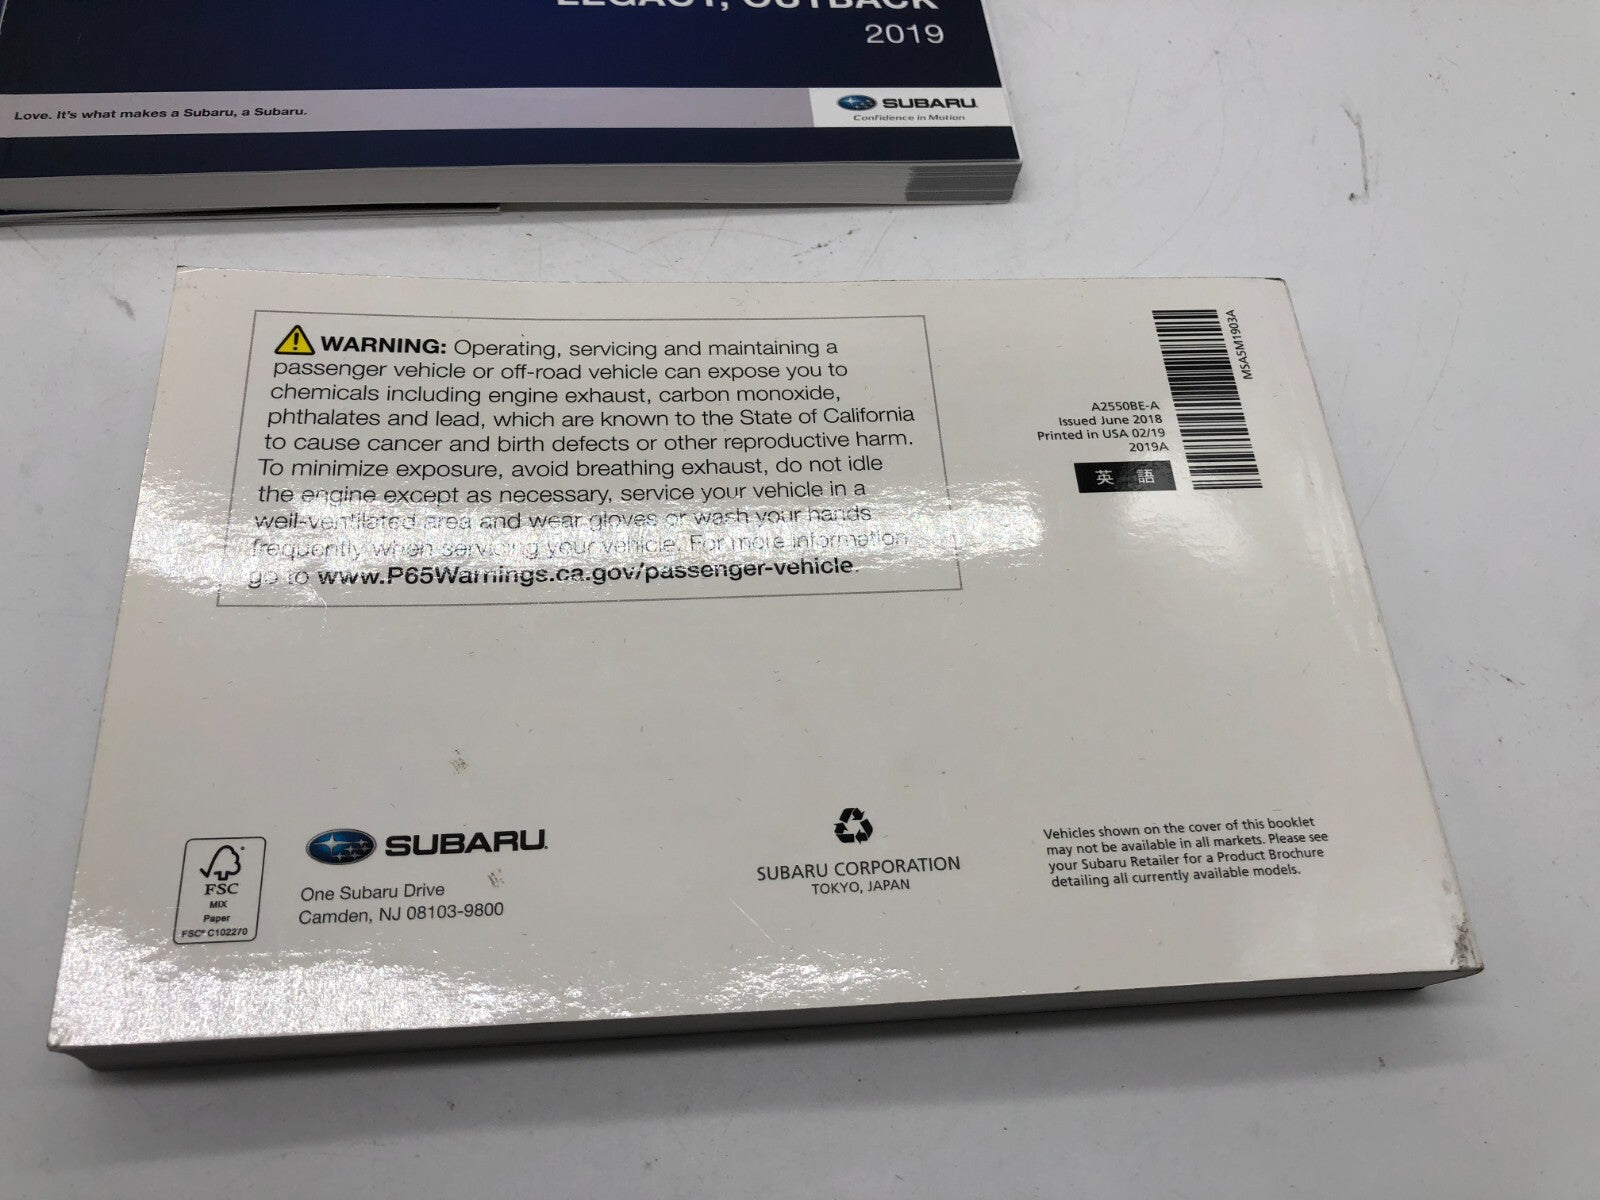 LEGACY, OUTBACK
2019
Love. It's what makes a Subaru, a Subaru.
SUBARU
Confidence in Motion
WARNING: Operating, servicing and maintaining a
passenger vehicle or off-road vehicle can expose you to
chemicals including engine exhaust, carbon monoxide,
phthalates and lead, which are known to the State of California
to cause cancer and birth defects or other reproductive harm.
To minimize exposure, avoid breathing exhaust, do not idle
the engine except as necessary, service your vehicle in a
well-ventilated area and wear gloves or wash your hands
frequently when servicing your vehicle. For more information
go to www.P65Warnings.ca.gov/passenger-vehicle.
MSA5M1903A
A2550BE-A
Issued June 2018
Printed in USA 02/19
2019A
英 語
FSC
MIX
Paper
FSC® C102270
SUBARU
One Subaru Drive
Camden, NJ 08103-9800
SUBARU CORPORATION
TOKYO, JAPAN
Vehicles shown on the cover of this booklet
may not be available in all markets. Please see
your Subaru Retailer for a Product Brochure
detailing all currently available models.